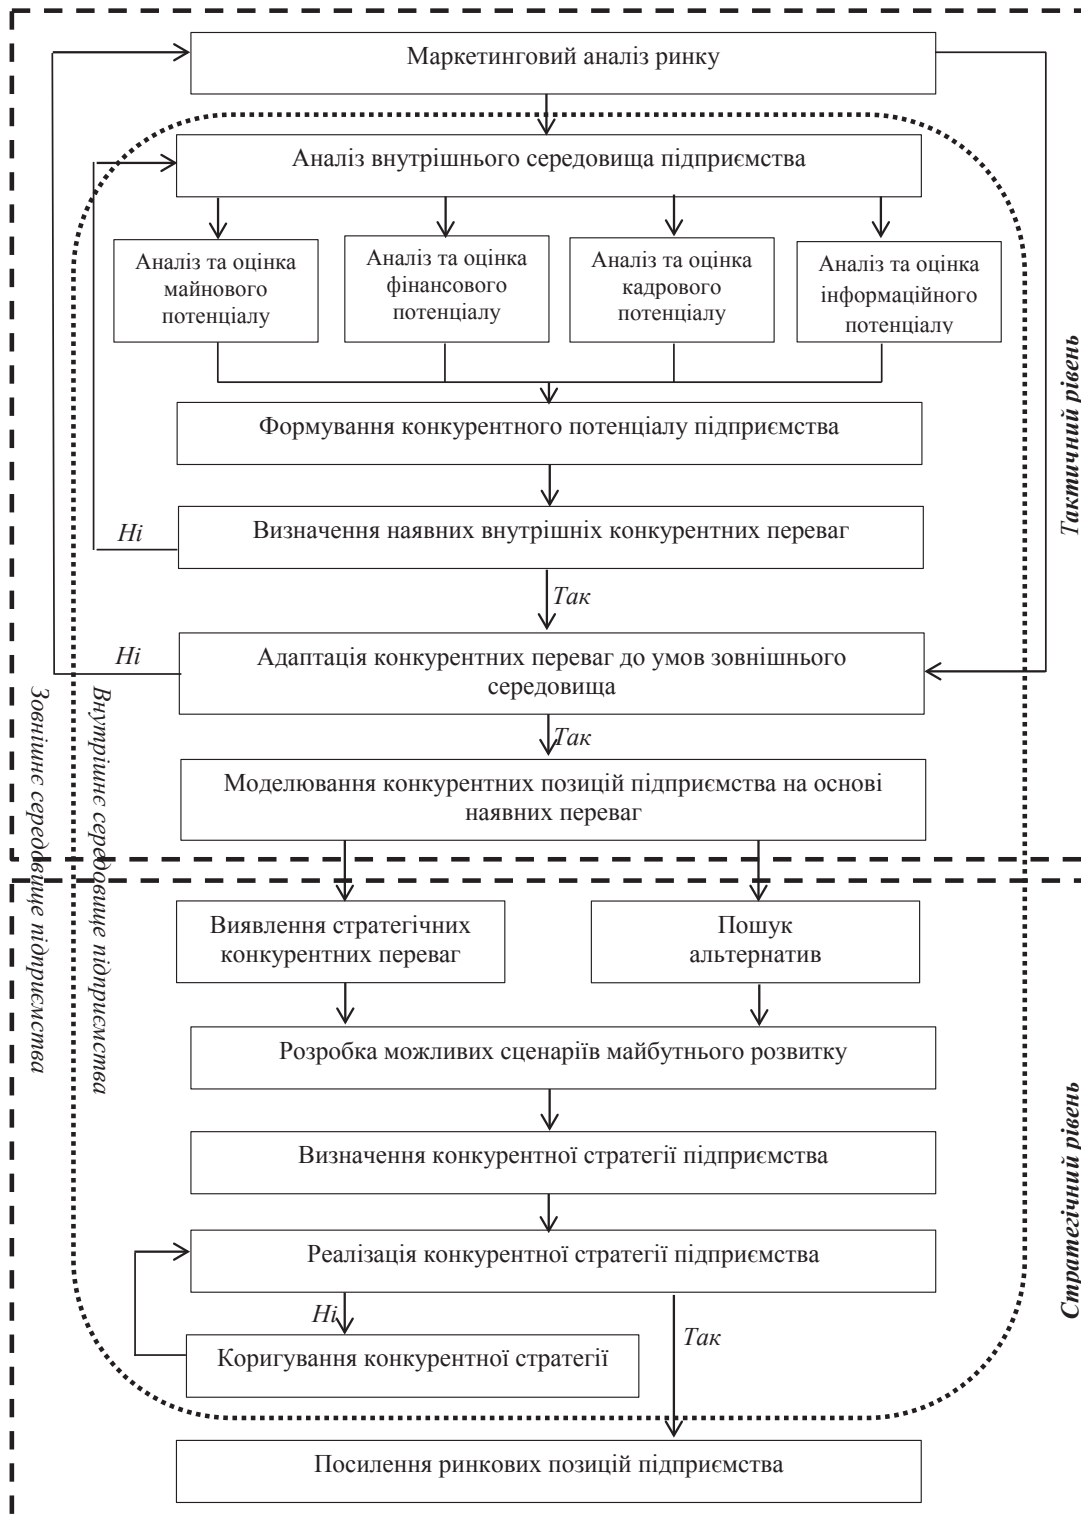 Маркетинговий аналіз ринку
Аналіз внутрішнього середовища підприємства
Аналіз та оцінка
майнового
потенціалу
Аналіз та оцінка
фінансового
потенціалу
Аналіз та оцінка
кадрового
потенціалу
Аналіз та оцінка
інформаційного
потенціалу
Формування конкурентного потенціалу підприємства
Ні
Визначення наявних внутрішніх конкурентних переваг
Так
Ні
Адаптація конкурентних переваг до умов зовнішнього
середовища
Так
Моделювання конкурентних позицій підприємства на основі
наявних переваг
Тактичний рівень
Зовнішнє середовище підприємства
Внутрішнє середовище підприємства
Виявлення стратегічних
конкурентних переваг
Пошук
альтернатив
Розробка можливих сценаріїв майбутнього розвитку
Визначення конкурентної стратегії підприємства
Реалізація конкурентної стратегії підприємства
Ні
Так
Коригування конкурентної стратегії
Посилення ринкових позицій підприємства
Стратегічний рівень